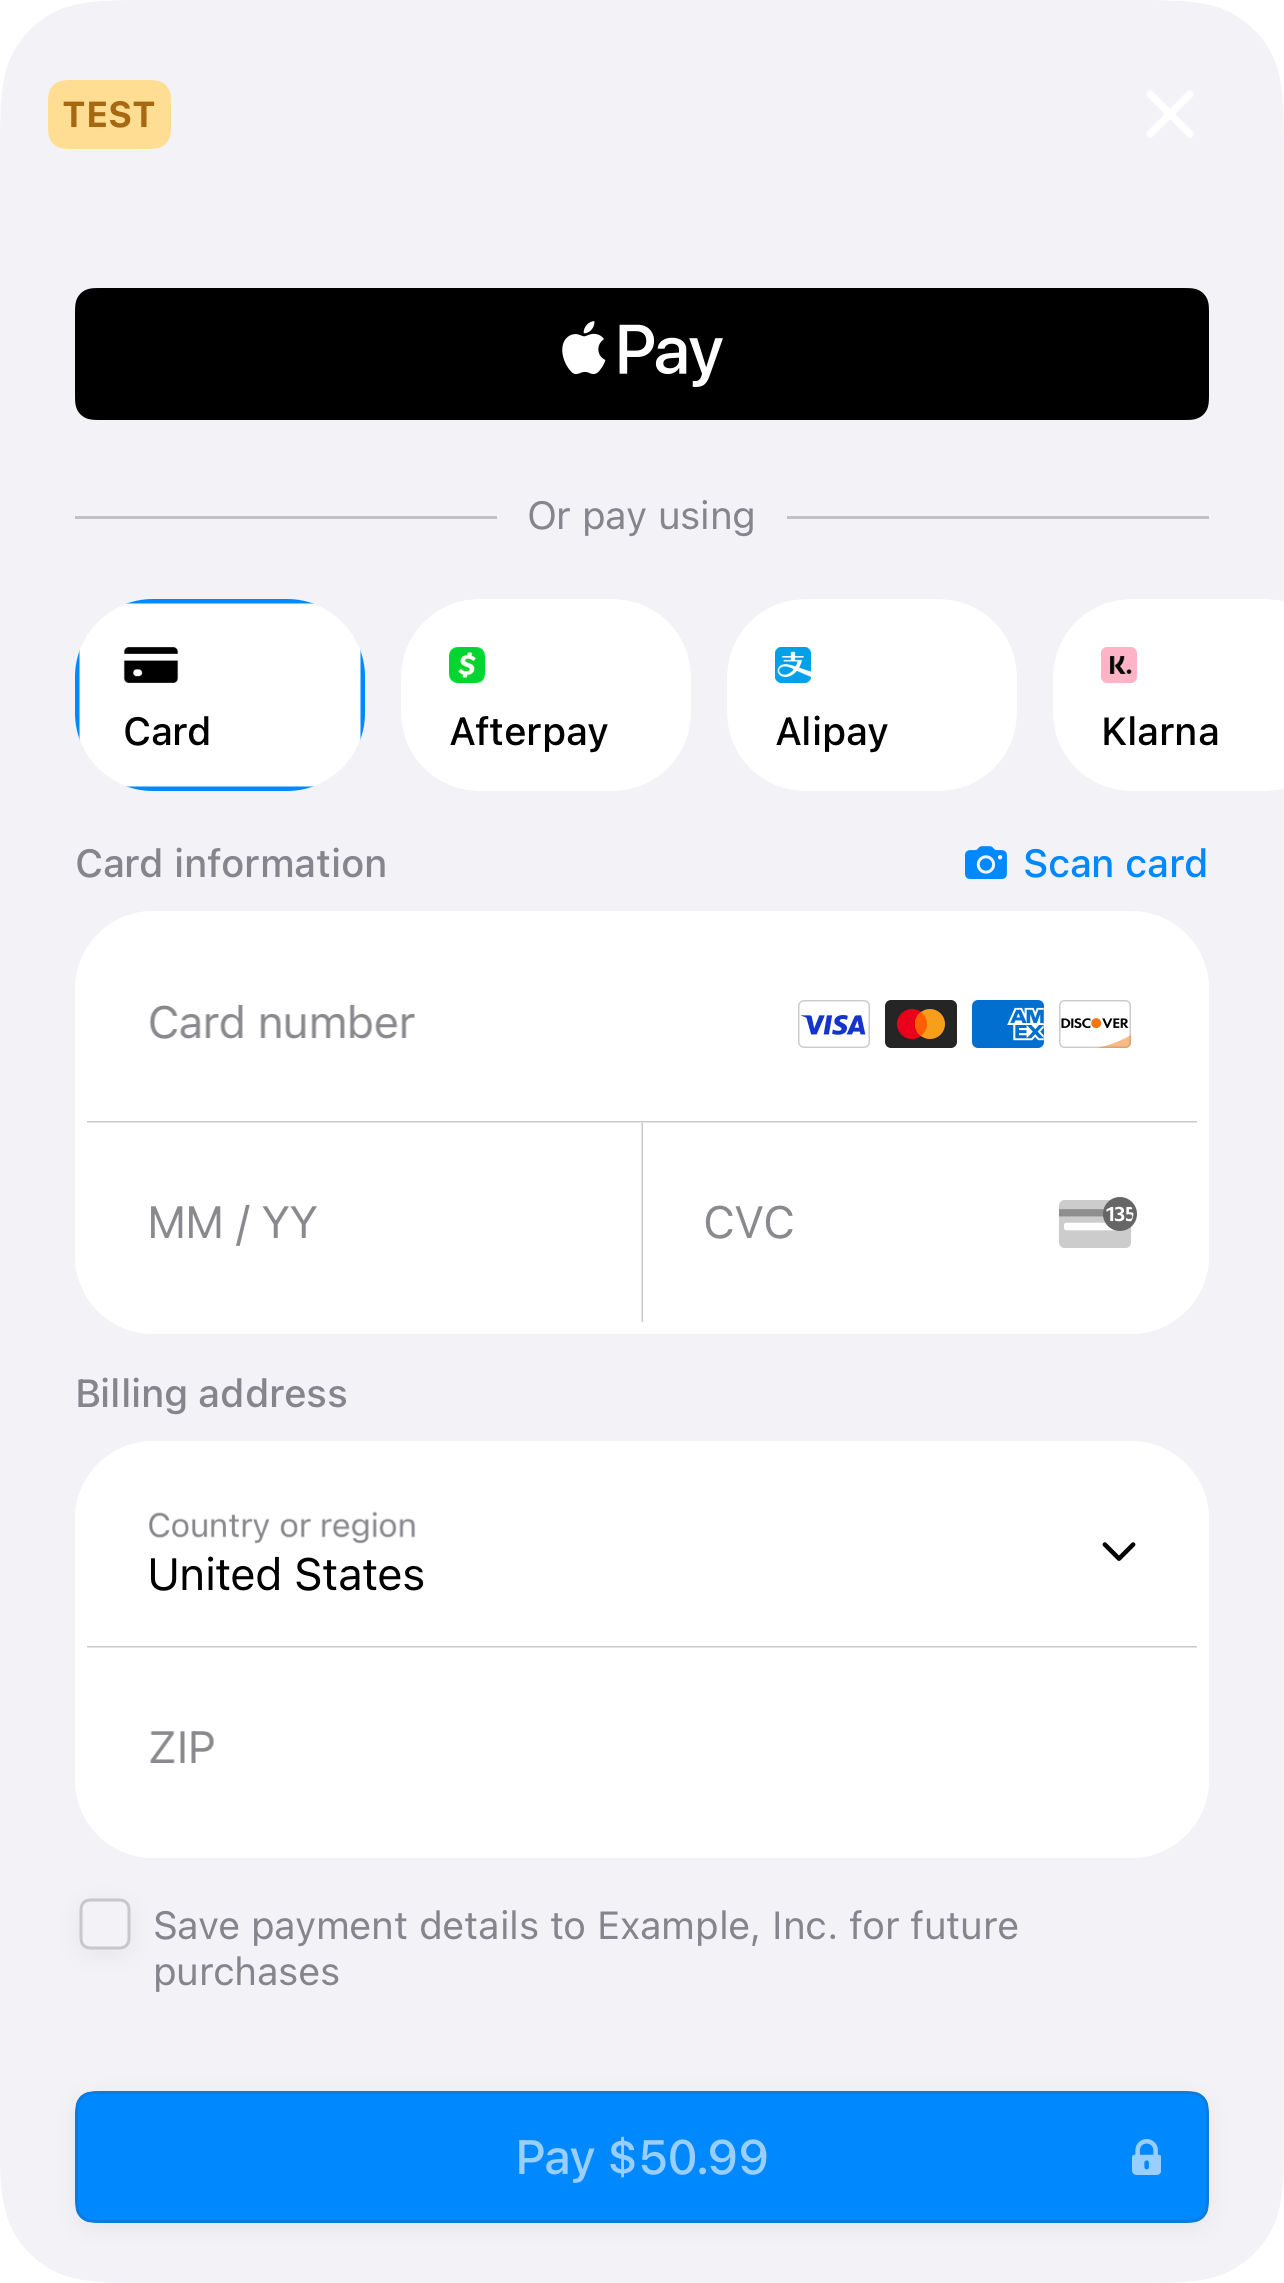 TEST
Pay
Or pay using
Card
Afterpay
支
Alipay
K.
Klarna
Card information
Scan card
Card number
VISA
AM
EX
DISCOVER
MM / YY
CVC
135
Billing address
Country or region
United States
ZIP
Save payment details to Example, Inc. for future
purchases
Pay $50.99